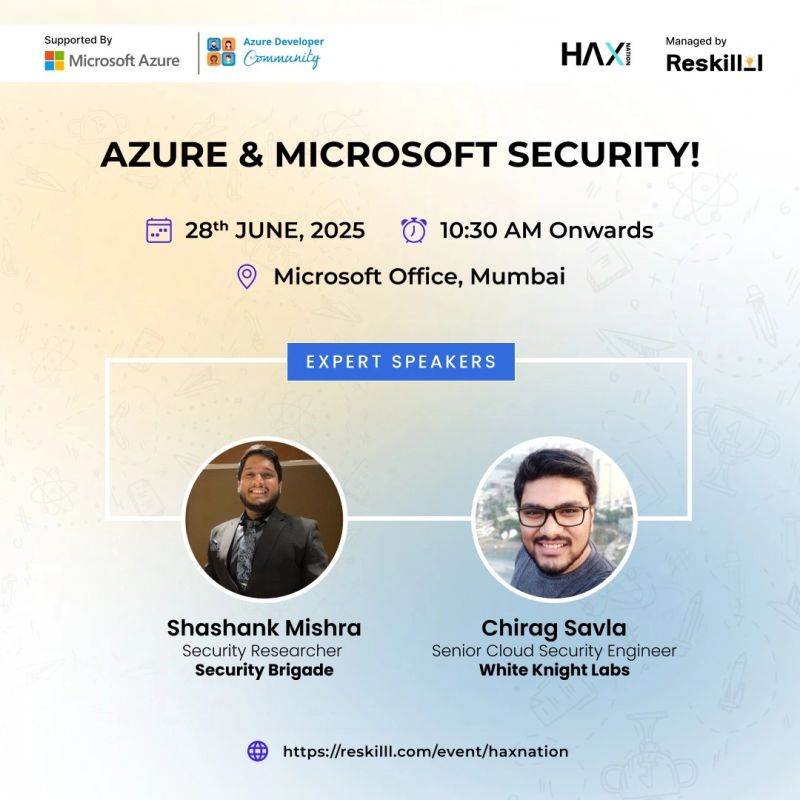 Supported By
Microsoft Azure
Azure Developer
Community
HAX NATION
Managed by
Reskilll
AZURE & MICROSOFT SECURITY!
28th JUNE, 2025
10:30 AM Onwards
Microsoft Office, Mumbai
EXPERT SPEAKERS
Shashank Mishra
Security Researcher
Security Brigade
Chirag Savla
Senior Cloud Security Engineer
White Knight Labs
https://reskilll.com/event/haxnation